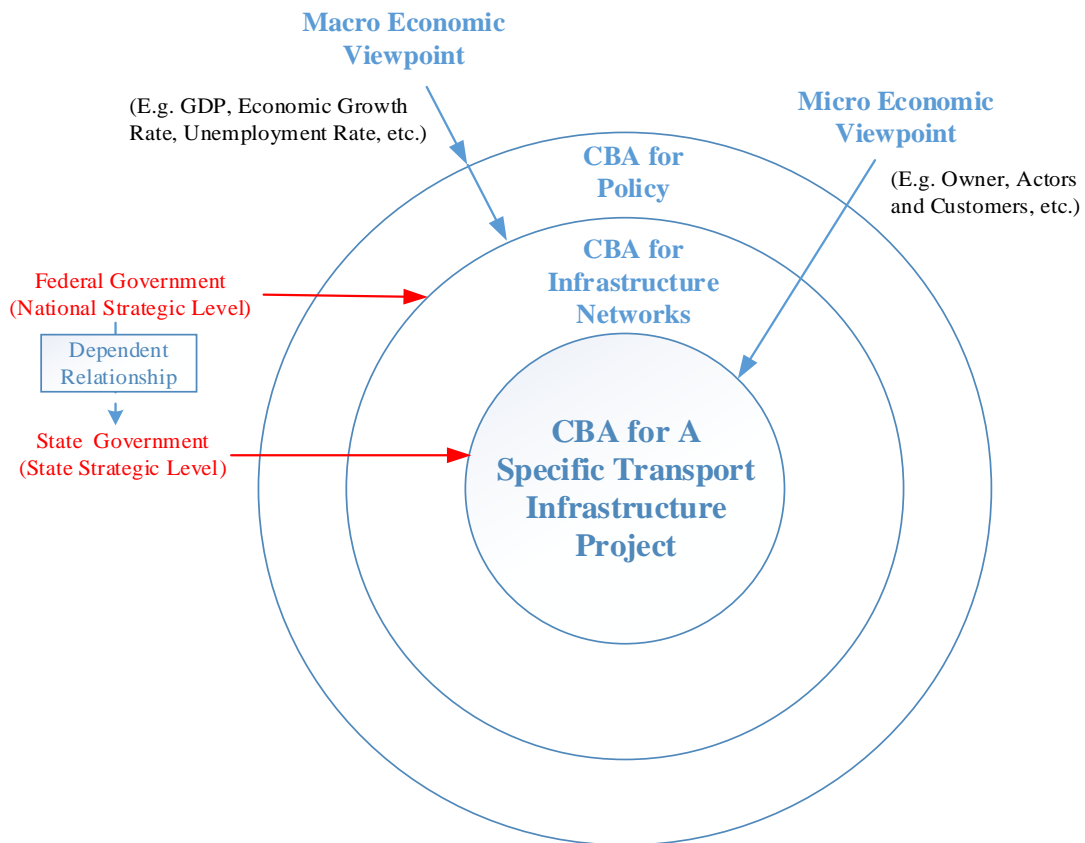 Macro Economic
Viewpoint
(E.g. GDP, Economic Growth
Rate, Unemployment Rate, etc.)
Micro Economic
Viewpoint
(E.g. Owner, Actors
and Customers, etc.)
CBA for
Policy
CBA for
Infrastructure
Networks
Federal Government
(National Strategic Level)
Dependent
Relationship
State Government
(State Strategic Level)
CBA for A
Specific Transport
Infrastructure
Project